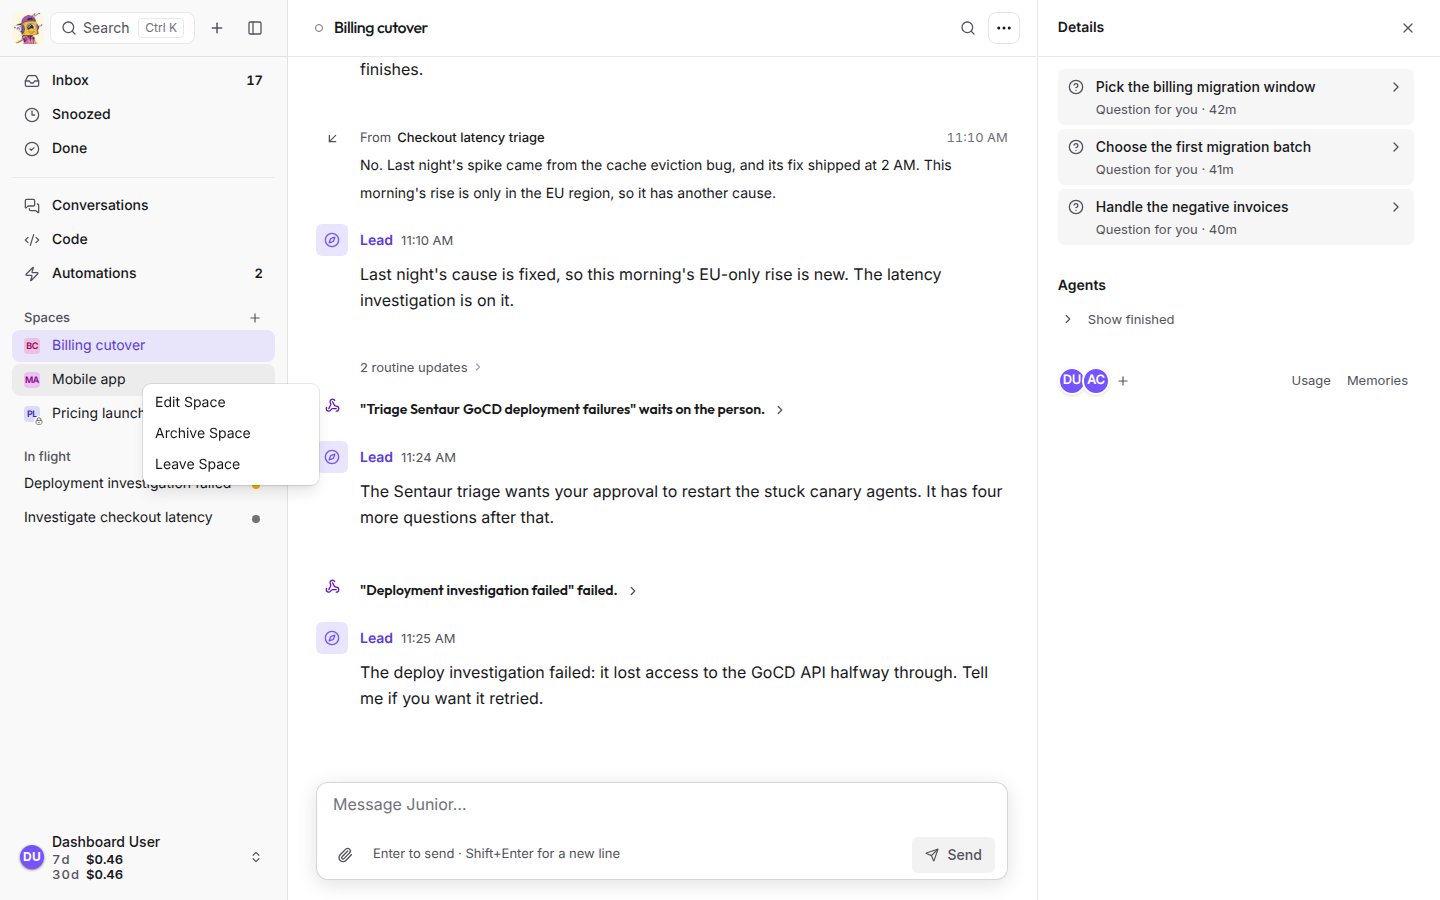 Search Ctrl K
Inbox 17
Snoozed
Done
Conversations
Code
Automations 2
Spaces
BC Billing cutover
MA Mobile app
PL Pricing launch
Edit Space
Archive Space
Leave Space
In flight
Deployment investigation failed
Investigate checkout latency
DU Dashboard User
7d $0.46
30d $0.46
Billing cutover
finishes.
From Checkout latency triage 11:10 AM
No. Last night's spike came from the cache eviction bug, and its fix shipped at 2 AM. This
morning's rise is only in the EU region, so it has another cause.
Lead 11:10 AM
Last night's cause is fixed, so this morning's EU-only rise is new. The latency
investigation is on it.
2 routine updates
"Triage Sentaur GoCD deployment failures" waits on the person.
Lead 11:24 AM
The Sentaur triage wants your approval to restart the stuck canary agents. It has four
more questions after that.
"Deployment investigation failed" failed.
Lead 11:25 AM
The deploy investigation failed: it lost access to the GoCD API halfway through. Tell
me if you want it retried.
Message Junior...
Enter to send · Shift+Enter for a new line
Send
Details
Pick the billing migration window
Question for you · 42m
Choose the first migration batch
Question for you · 41m
Handle the negative invoices
Question for you · 40m
Agents
Show finished
DU AC
Usage Memories